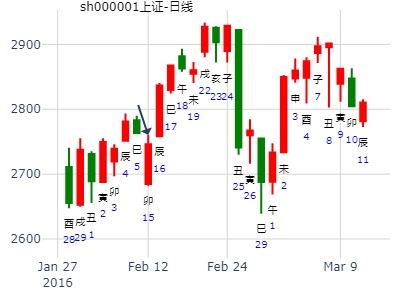 sh000001上证-日线
2900
2800
2700
2600
酉 戌 丑 寅 卯 辰 巳 卯 辰 巳 午 未 戌 亥 子 丑 寅 巳 午 未 申 酉 子 丑 寅 卯 辰
28 29 1 2 3 4 5 15 16 17 18 19 22 23 24 25 26 29 1 2 3 4 7 8 9 10 11
Jan 27 Feb 12 Feb 24 Mar 9
2016